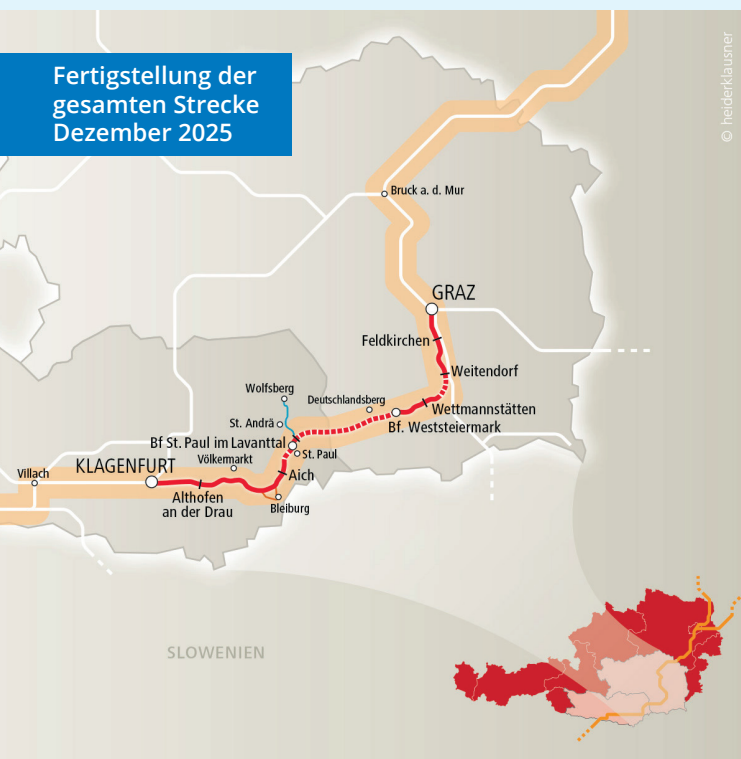 Fertigstellung der
gesamten Strecke
Dezember 2025
© heiderklausner
Bruck a. d. Mur
GRAZ
Feldkirchen
Weitendorf
Wolfsberg
Deutschlandsberg
Wettmannstätten
St. Andrä
Bf. Weststeiermark
Bf St. Paul im Lavanttal
St. Paul
Völkermarkt
KLAGENFURT
Villach
Aich
Althofen
an der Drau
Bleiburg
SLOWENIEN